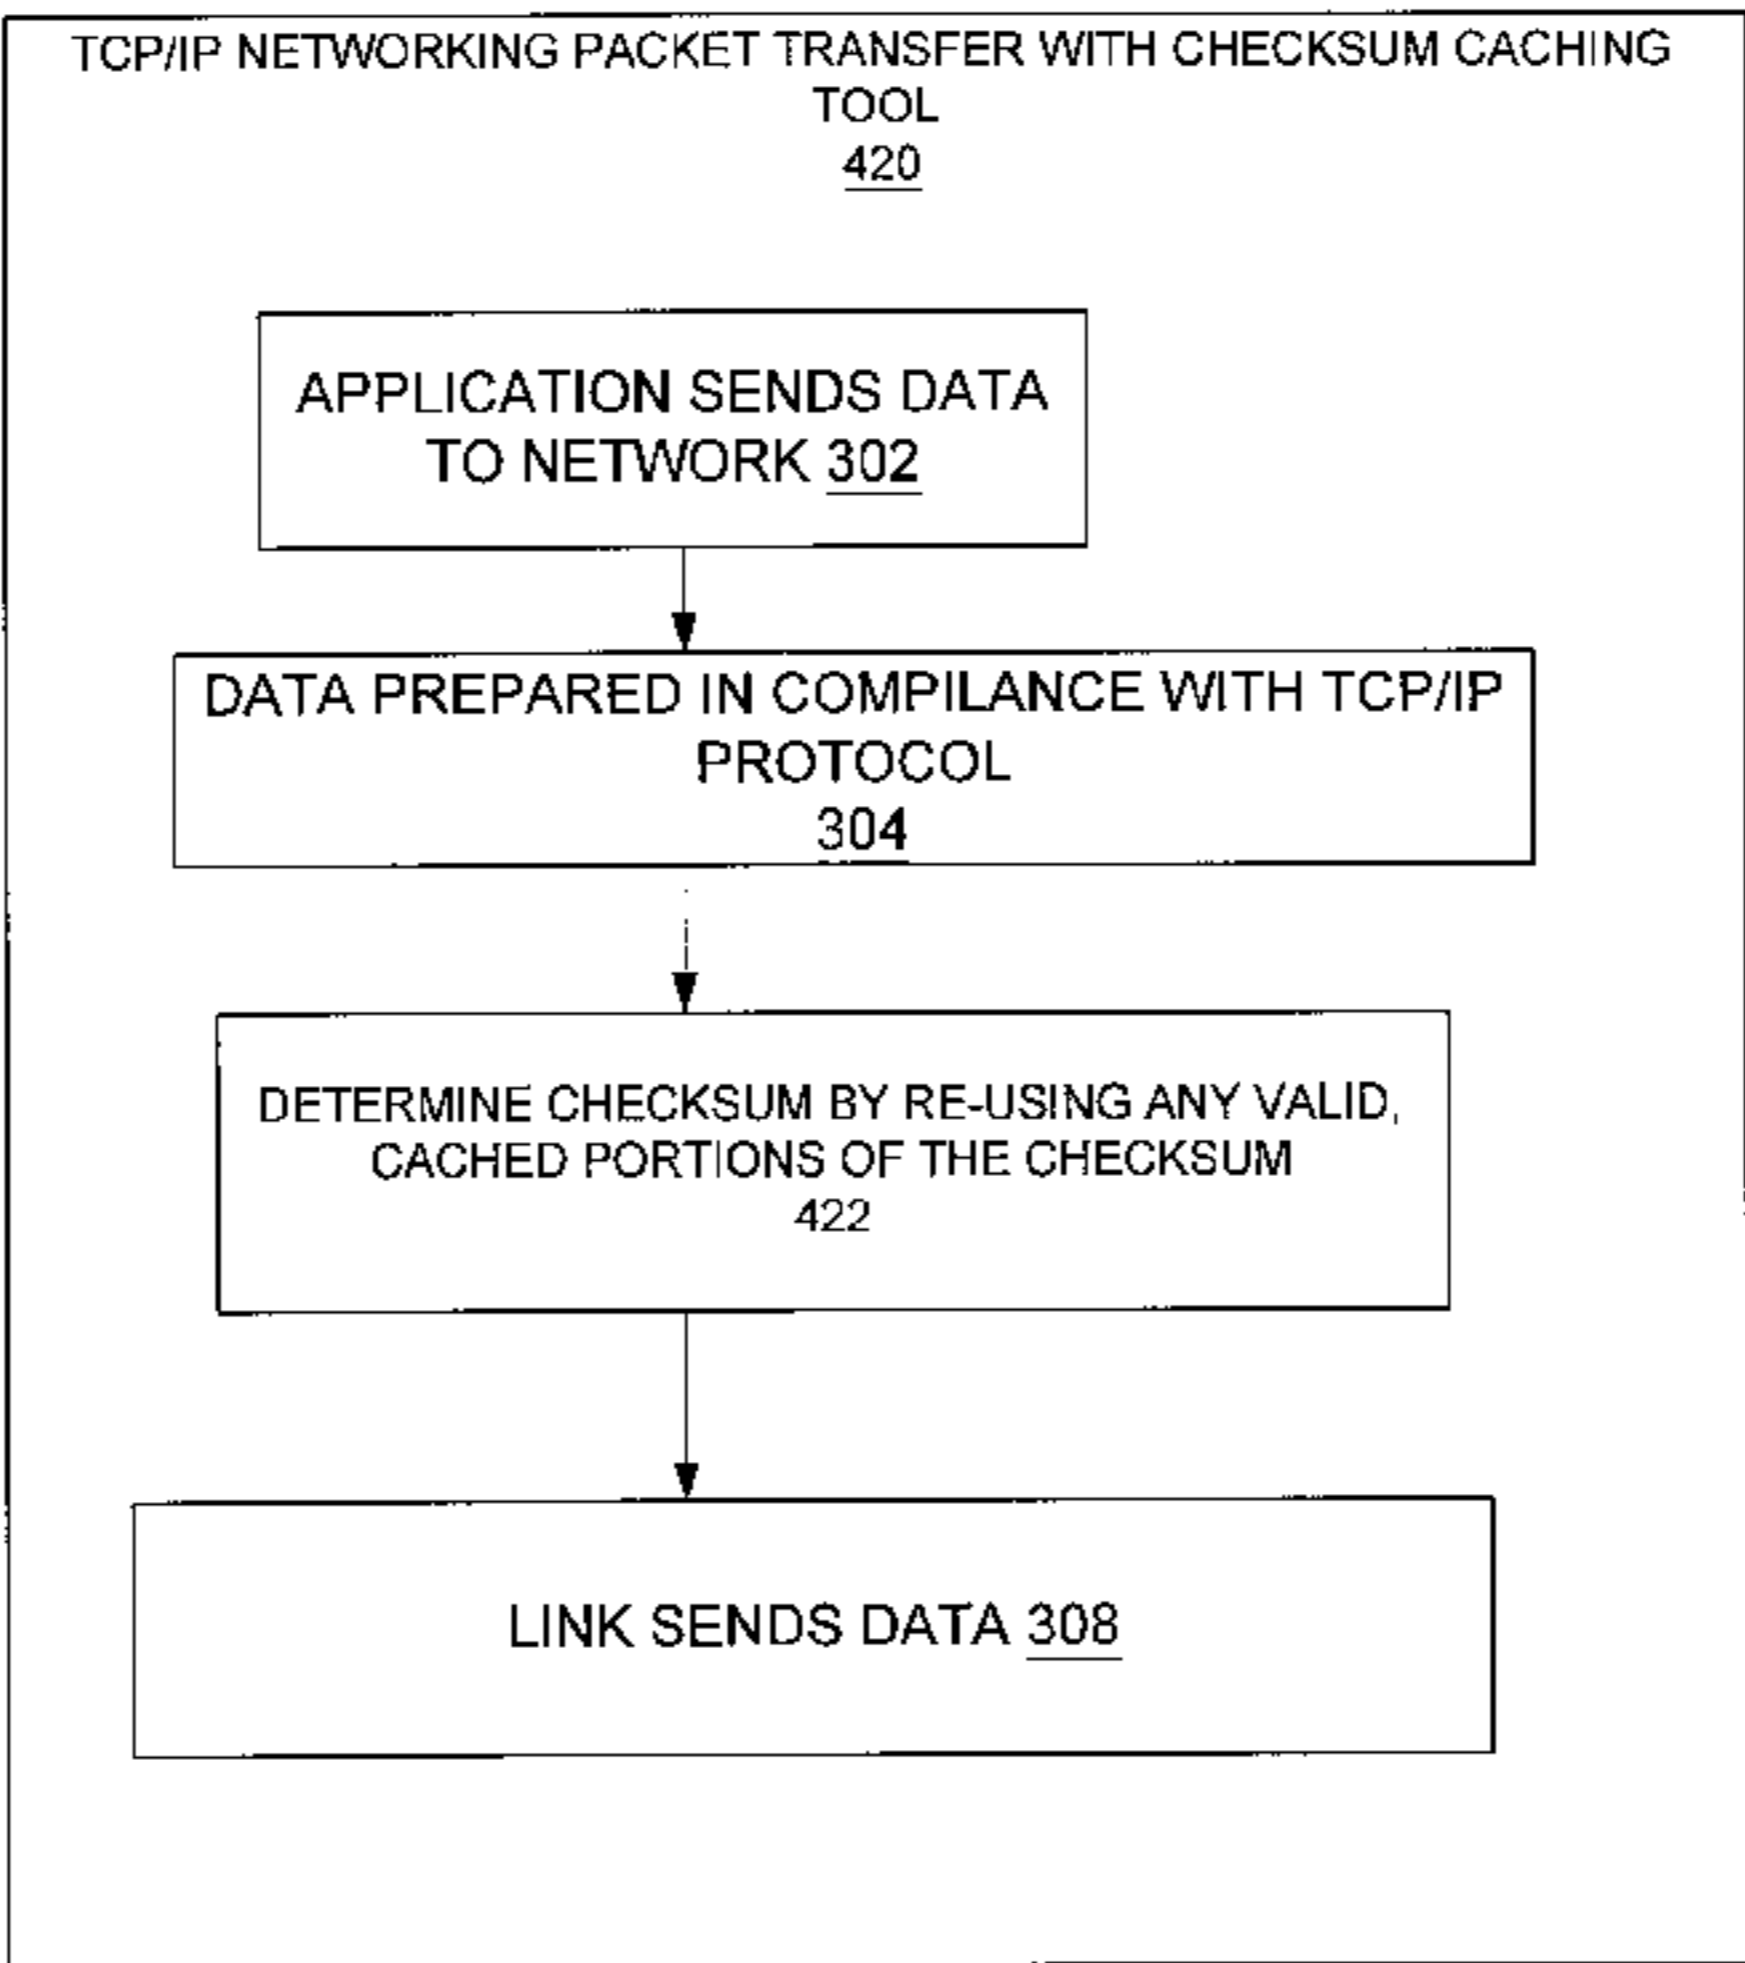 TCP/IP NETWORKING PACKET TRANSFER WITH CHECKSUM CACHING
TOOL
420
APPLICATION SENDS DATA
TO NETWORK 302
DATA PREPARED IN COMPILANCE WITH TCP/IP
PROTOCOL
304
DETERMINE CHECKSUM BY RE-USING ANY VALID,
CACHED PORTIONS OF THE CHECKSUM
422
LINK SENDS DATA 308